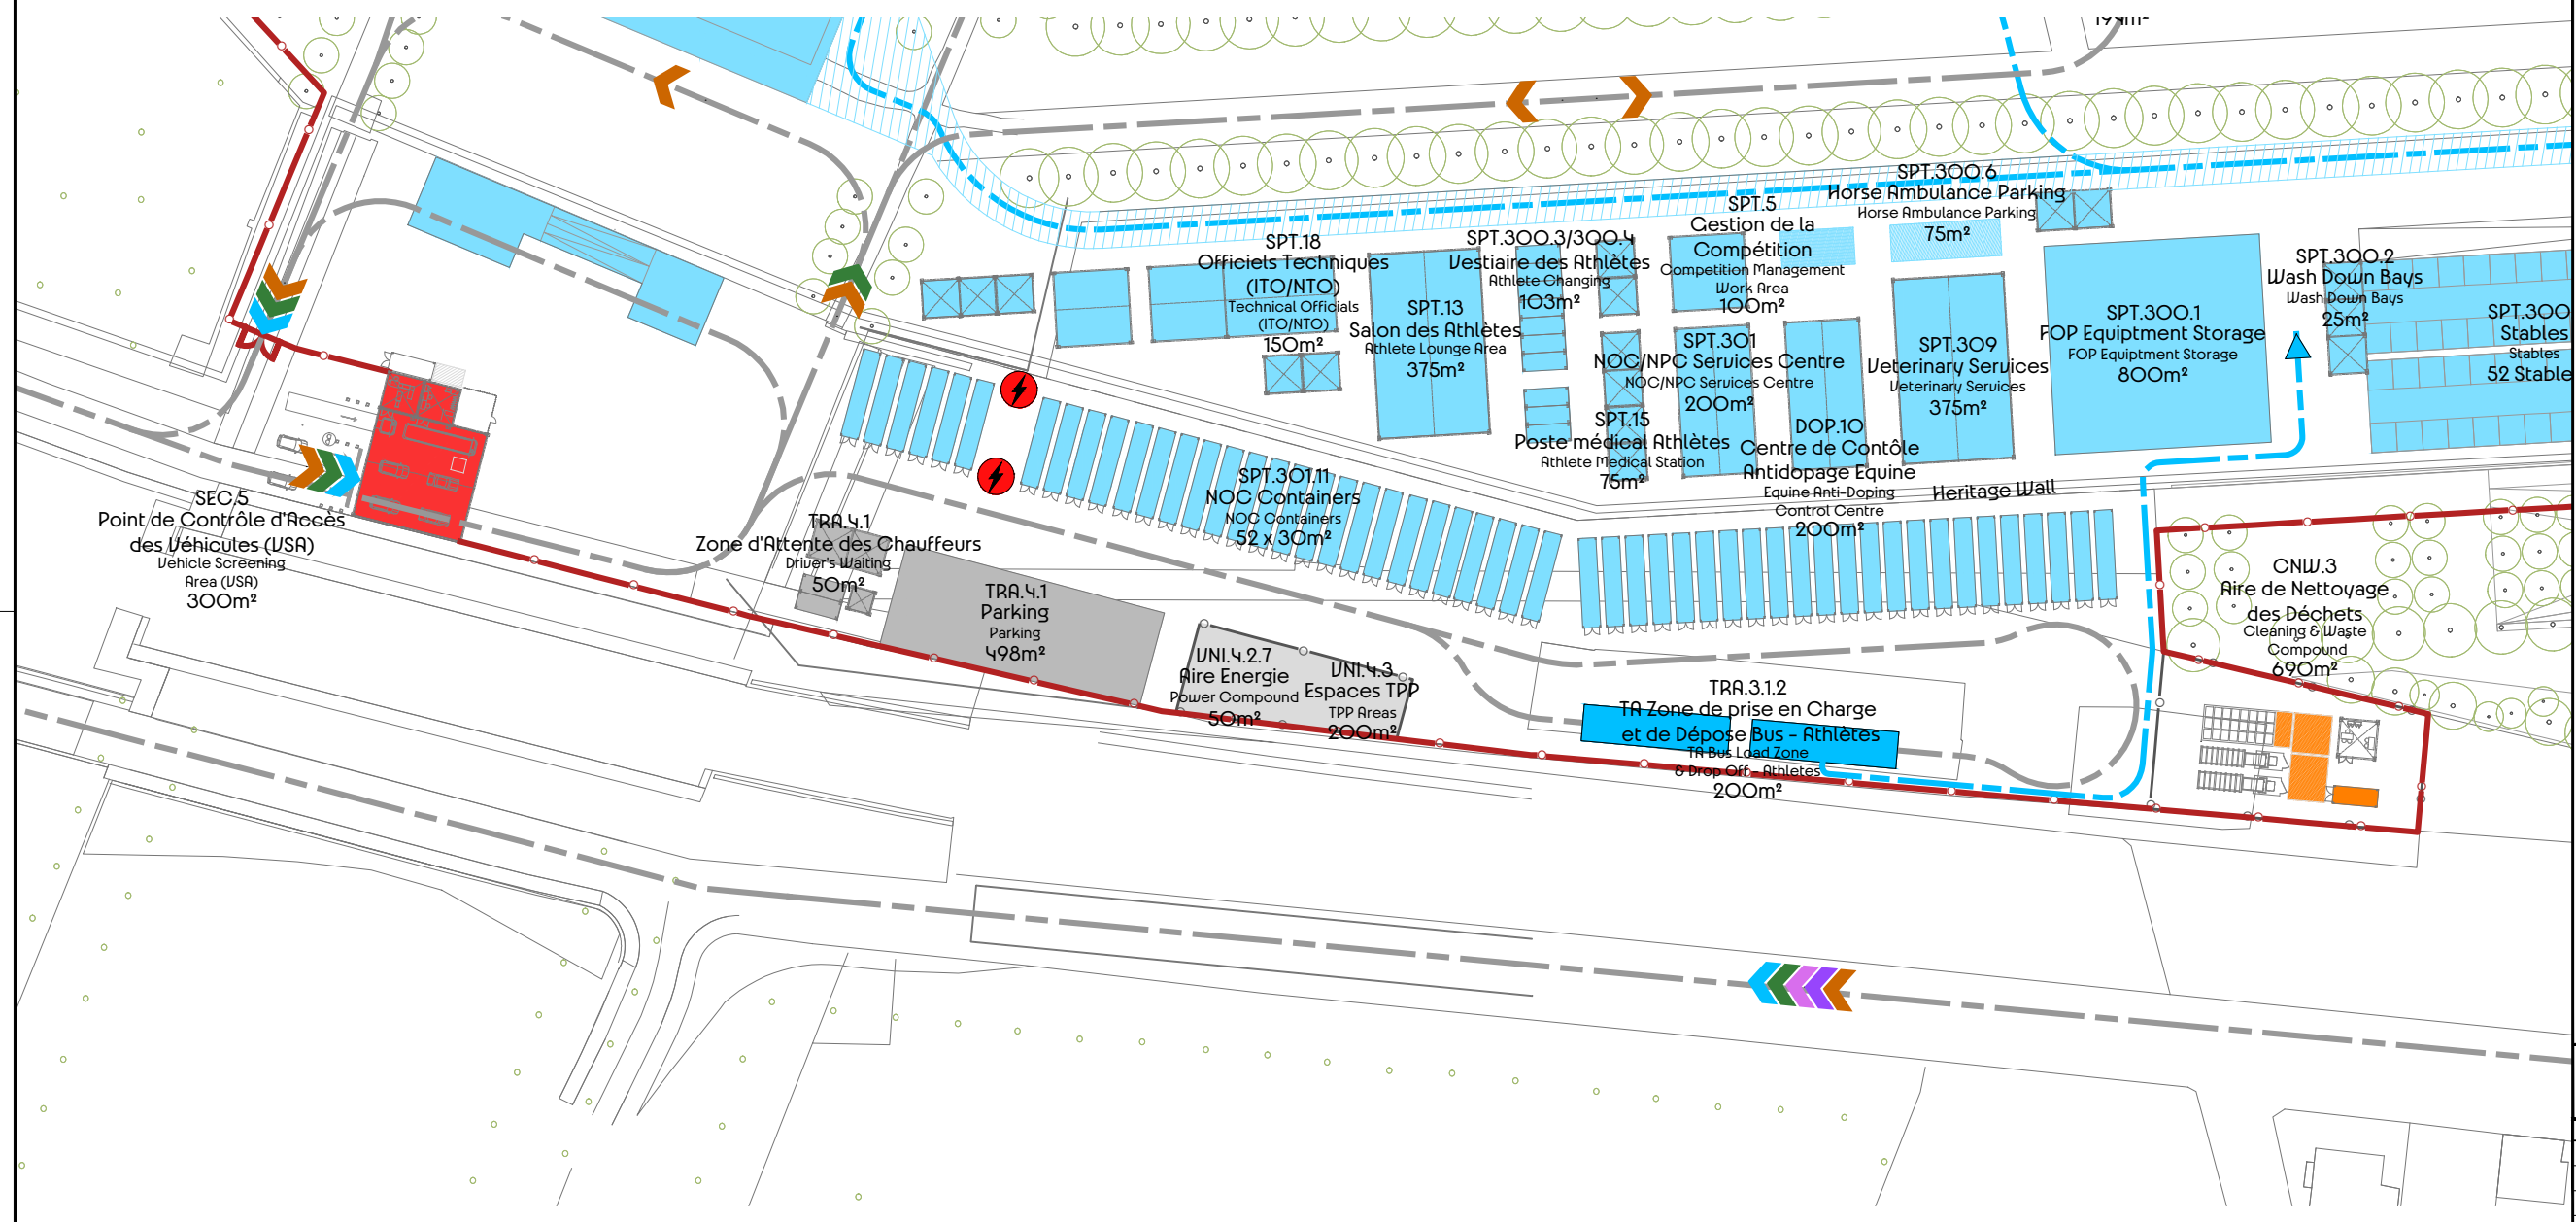 194m²
SPT.300.6
Horse Ambulance Parking
Horse Ambulance Parking
75m²
SPT.5
Gestion de la
Compétition
Competition Management
Work Area
100m²
SPT.18
Officiels Techniques
(ITO/NTO)
Technical Officials
(ITO/NTO)
150m²
SPT.300.3/300.4
Vestiaire des Athlètes
Athlete Changing
103m²
SPT.13
Salon des Athlètes
Athlete Lounge Area
375m²
SPT.301
NOC/NPC Services Centre
NOC/NPC Services Centre
200m²
SPT.309
Veterinary Services
Veterinary Services
375m²
SPT.300.1
FOP Equiptment Storage
FOP Equiptment Storage
800m²
SPT.300.2
Wash Down Bays
Wash Down Bays
25m²
SPT.300
Stables
Stables
52 Stable
SPT.15
Poste médical Athlètes
Athlete Medical Station
75m²
DOP.10
Centre de Contôle
Antidopage Equine
Equine Anti-Doping
Control Centre
200m²
Heritage Wall
SPT.301.11
NOC Containers
NOC Containers
52 x 30m²
SEC.5
Point de Contrôle d'Accès
des Véhicules (VSA)
Vehicle Screening
Area (VSA)
300m²
TRA.4.1
Zone d'Attente des Chauffeurs
Driver's Waiting
50m²
TRA.4.1
Parking
Parking
498m²
UNI.4.2.7
Aire Energie
Power Compound
50m²
UNI.4.3
Espaces TPP
TPP Areas
200m²
TRA.3.1.2
TA Zone de prise en Charge
et de Dépose Bus - Athlètes
TA Bus Load Zone
& Drop Off - Athletes
200m²
CNW.3
Aire de Nettoyage
des Déchets
Cleaning & Waste
Compound
690m²